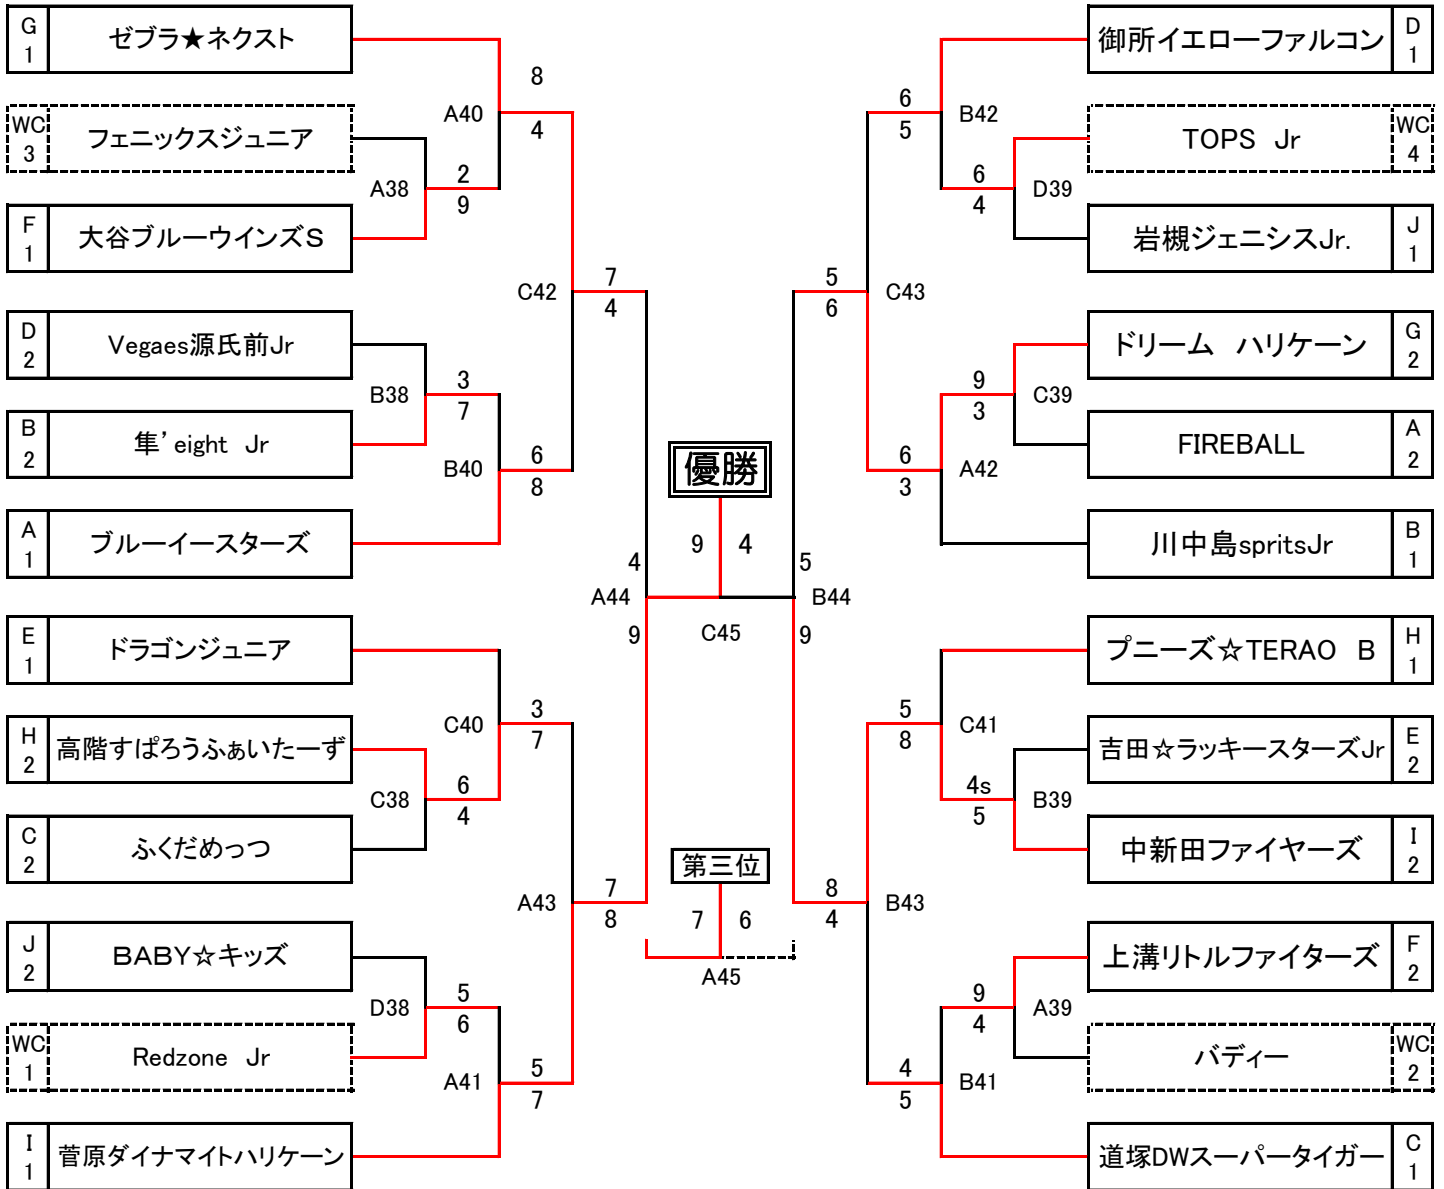 G
1
ゼブラ★ネクスト
WC
3
フェニックスジュニア
F
1
大谷ブルーウインズS
D
2
Vegaes源氏前Jr
B
2
隼’eight Jr
A
1
ブルーイースターズ
E
1
ドラゴンジュニア
H
2
高階すぱろうふぁいたーず
C
2
ふくだめっつ
J
2
BABY☆キッズ
WC
1
Redzone Jr
I
1
菅原ダイナマイトハリケーン
A38
2
9
B38
3
7
C38
6
4
D38
5
6
A40
8
4
B40
6
8
C40
3
7
A41
5
7
C42
7
4
A43
7
8
4
A44
9
優勝
9 4
C45
第三位
7 6
A45
5
B44
9
5
6
C43
8
4
B43
6
5
B42
6
3
A42
5
8
C41
4
5
B41
6
4
D39
9
3
C39
4s
5
B39
9
4
A39
御所イエローファルコン
D
1
TOPS Jr
WC
4
岩槻ジェニシスJr.
J
1
ドリーム ハリケーン
G
2
FIREBALL
A
2
川中島spritsJr
B
1
プニーズ☆TERAO B
H
1
吉田☆ラッキースターズJr
E
2
中新田ファイヤーズ
I
2
上溝リトルファイターズ
F
2
バディー
WC
2
道塚DWスーパータイガー
C
1